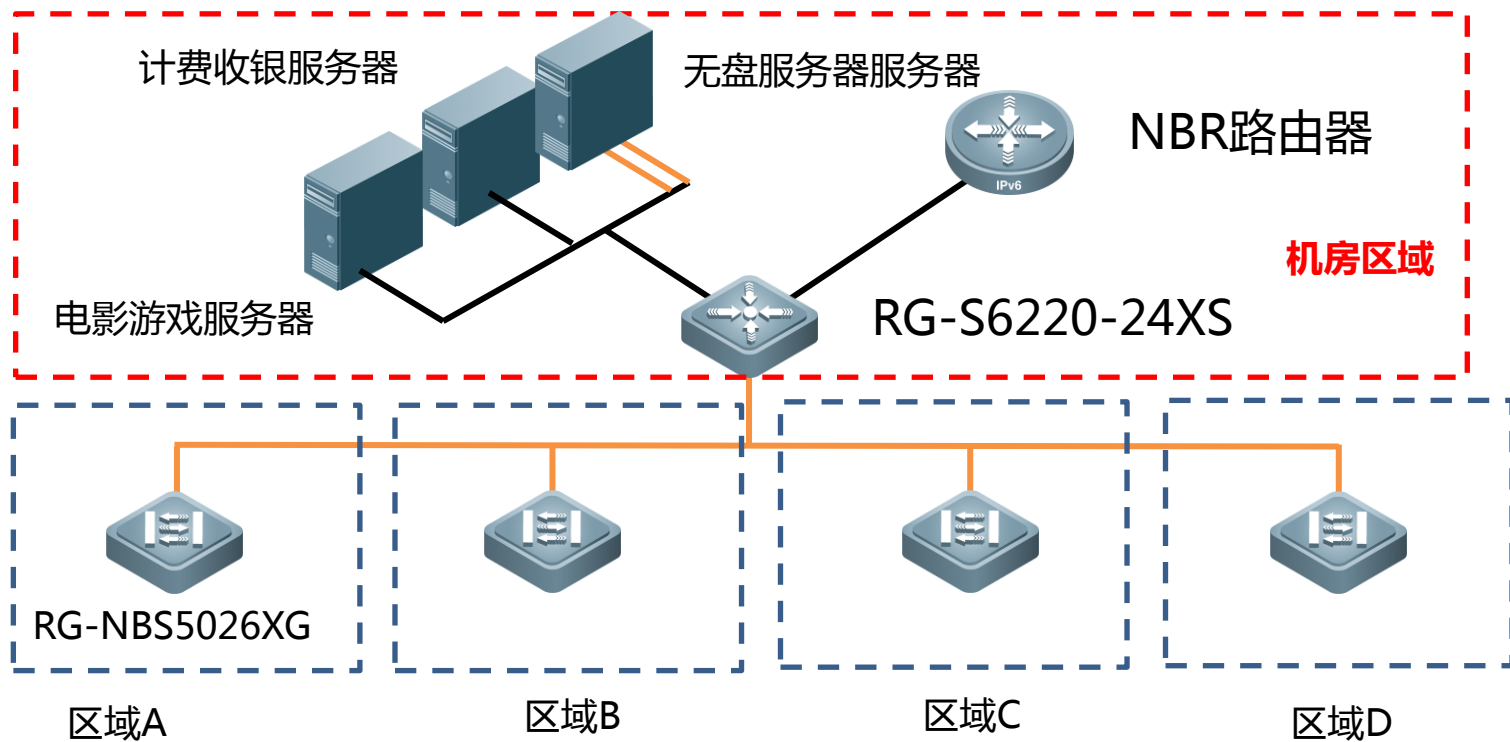 计费收银服务器
无盘服务器服务器
NBR路由器
IPv6
机房区域
电影游戏服务器
RG-S6220-24XS
RG-NBS5026XG
区域A
区域B
区域C
区域D